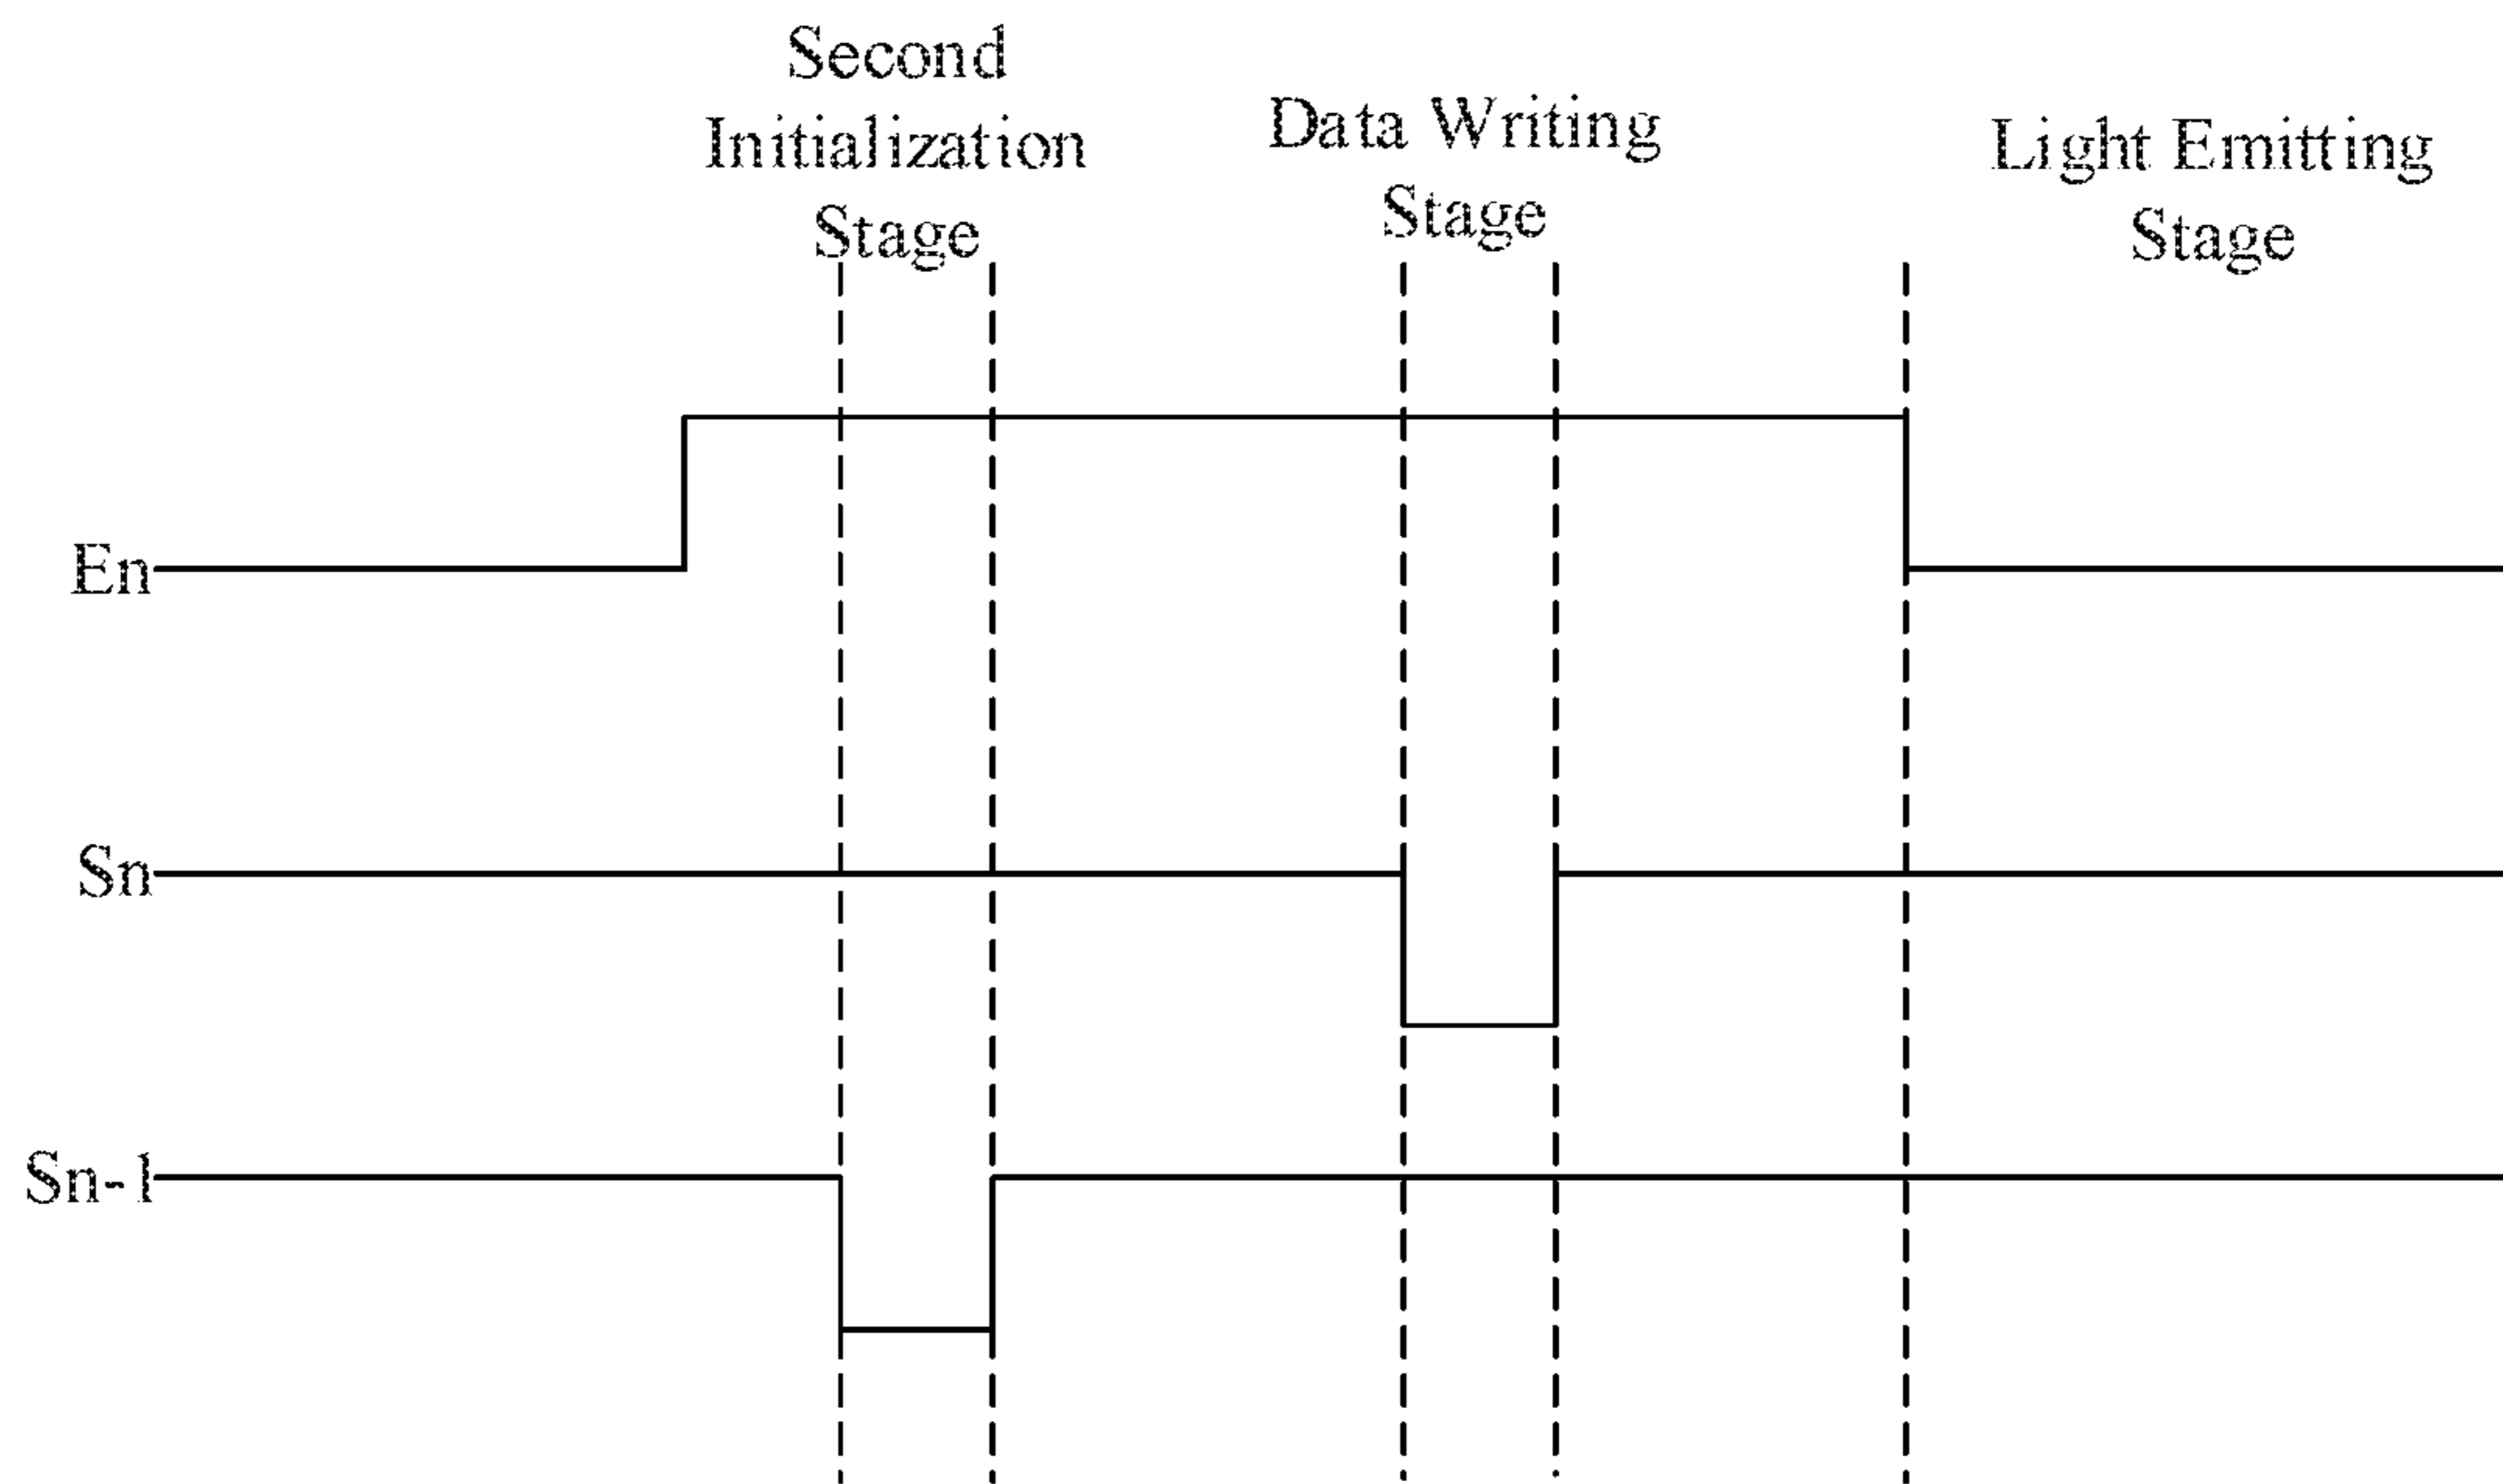 Second
Initialization
Stage
Data Writing
Stage
Light Emitting
Stage
En
Sn
Sn-1